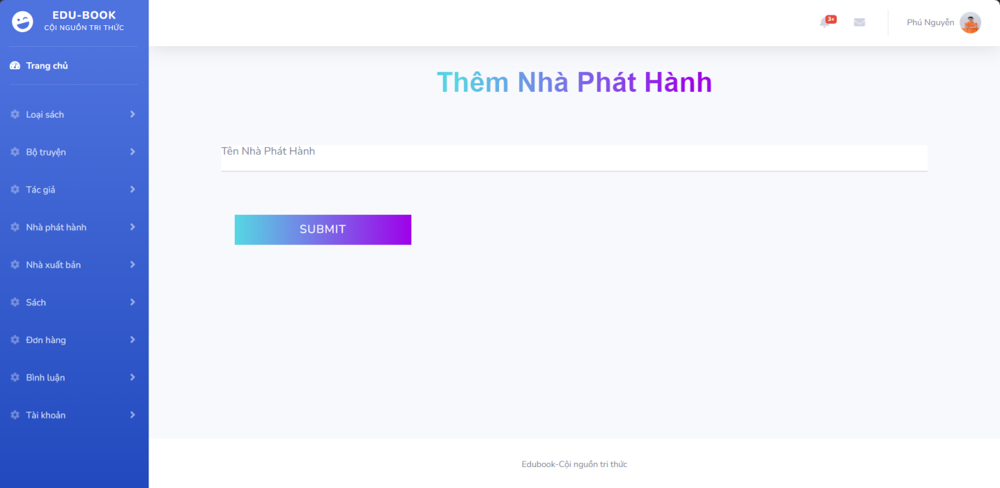 EDU-BOOK
CỘI NGUỒN TRI THỨC
3+
Phú Nguyễn
Trang chủ
Thêm Nhà Phát Hành
Loại sách
Bộ truyện
Tên Nhà Phát Hành
Tác giả
Nhà phát hành
SUBMIT
Nhà xuất bản
Sách
Đơn hàng
Bình luận
Tài khoản
Edubook-Cội nguồn tri thức